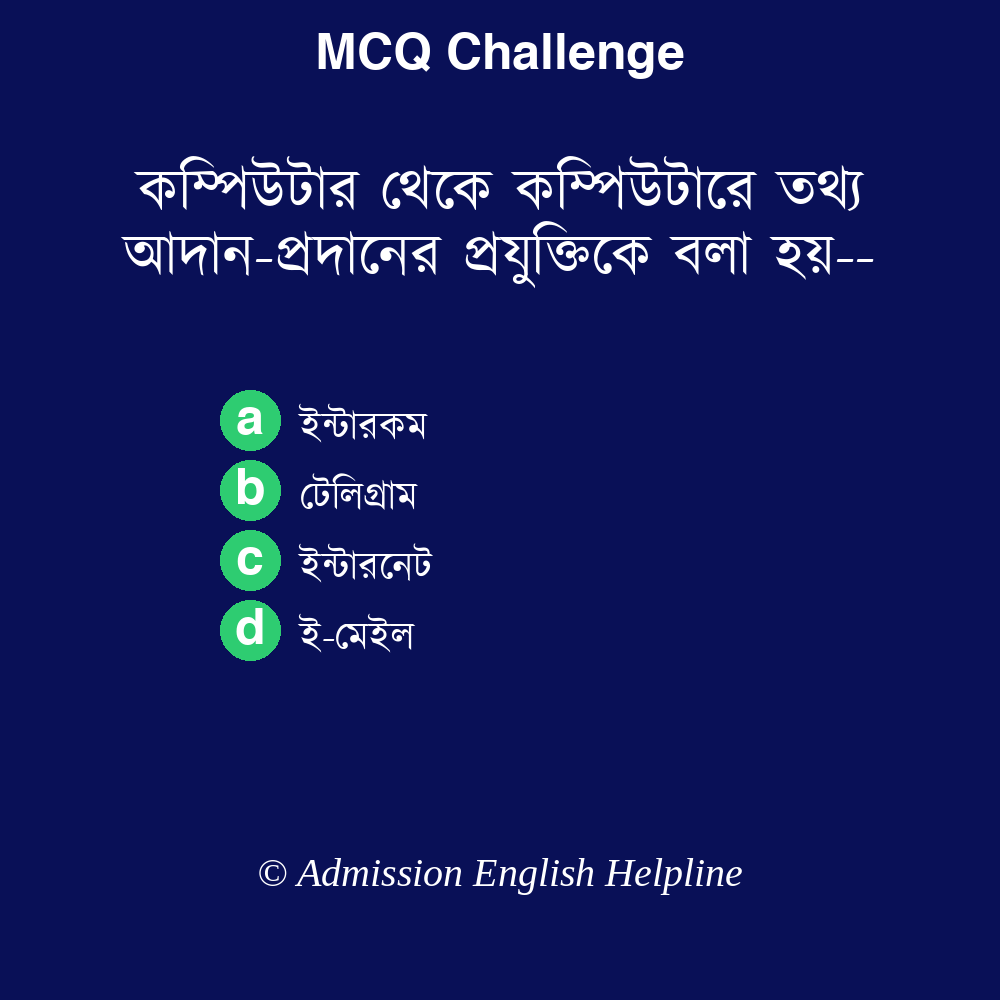 MCQ Challenge
কম্পিউটার থেকে কম্পিউটারে তথ্য
আদান-প্রদানের প্রযুক্তিকে বলা হয়--
a ইন্টারকম
b টেলিগ্রাম
c ইন্টারনেট
d ই-মেইল
© Admission English Helpline